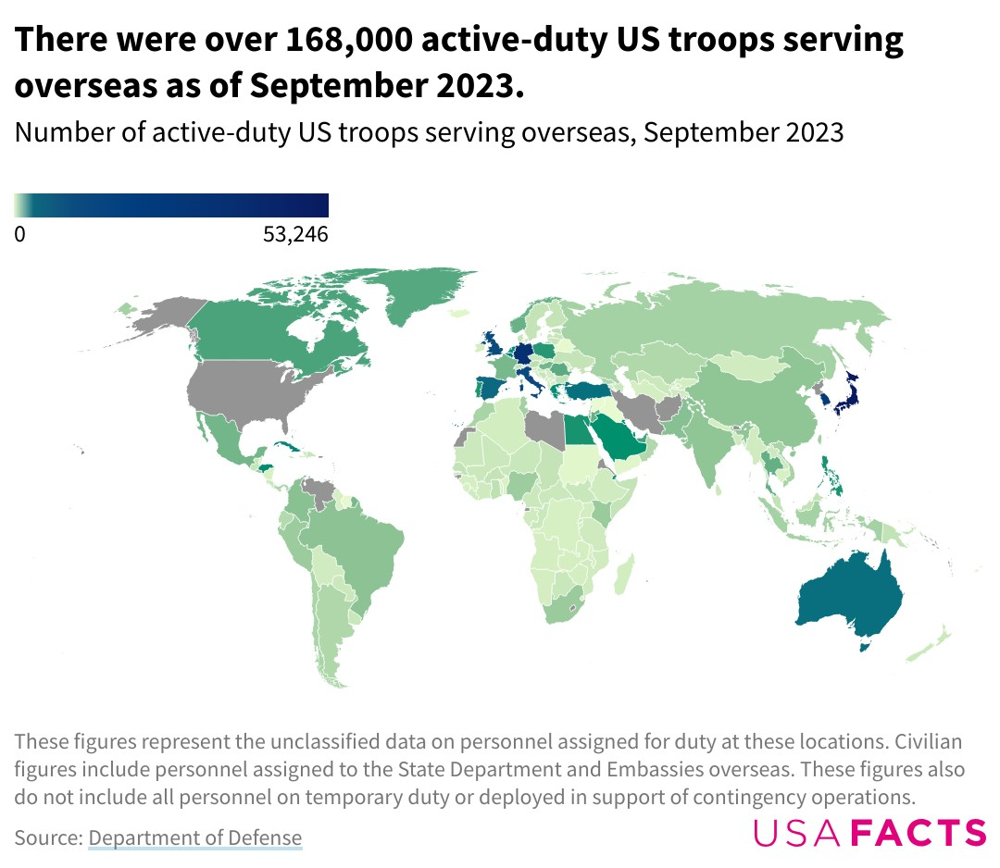 There were over 168,000 active-duty US troops serving
overseas as of September 2023.
Number of active-duty US troops serving overseas, September 2023
0 53,246
These figures represent the unclassified data on personnel assigned for duty at these locations. Civilian
figures include personnel assigned to the State Department and Embassies overseas. These figures also
do not include all personnel on temporary duty or deployed in support of contingency operations.
Source: Department of Defense
USAFACTS